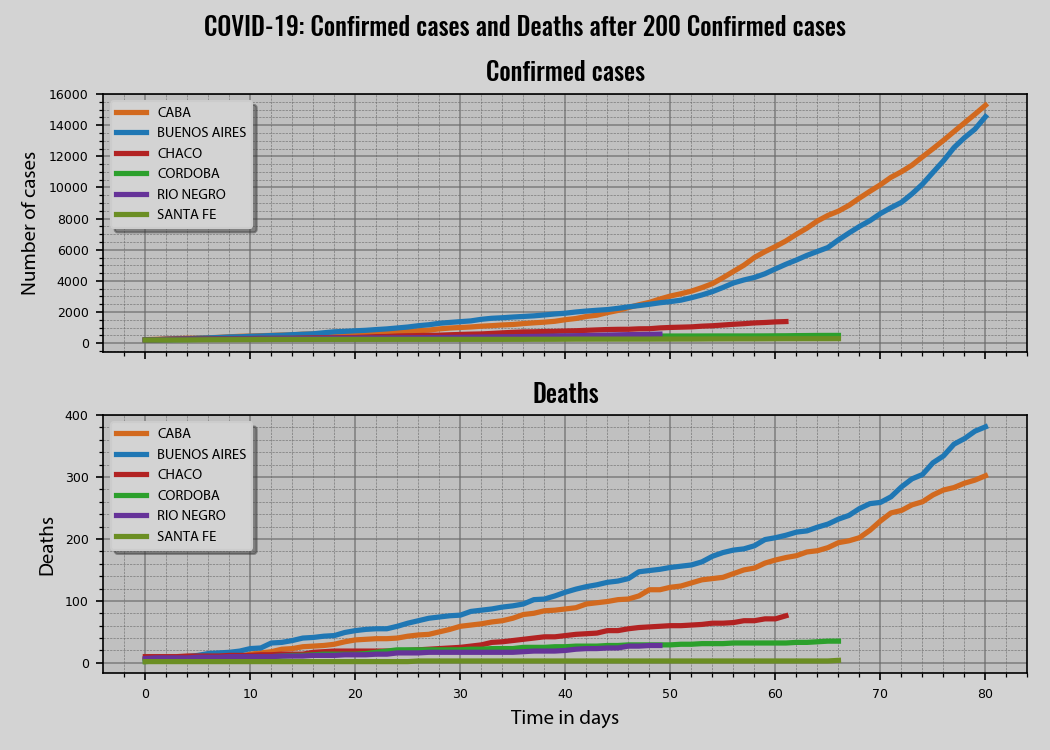 COVID-19: Confirmed cases and Deaths after 200 Confirmed cases
Confirmed cases
16000
14000
12000
10000
8000
6000
4000
2000
0
Number of cases
CABA
BUENOS AIRES
CHACO
CORDOBA
RIO NEGRO
SANTA FE
Deaths
400
300
200
100
0
Deaths
CABA
BUENOS AIRES
CHACO
CORDOBA
RIO NEGRO
SANTA FE
0 10 20 30 40 50 60 70 80
Time in days